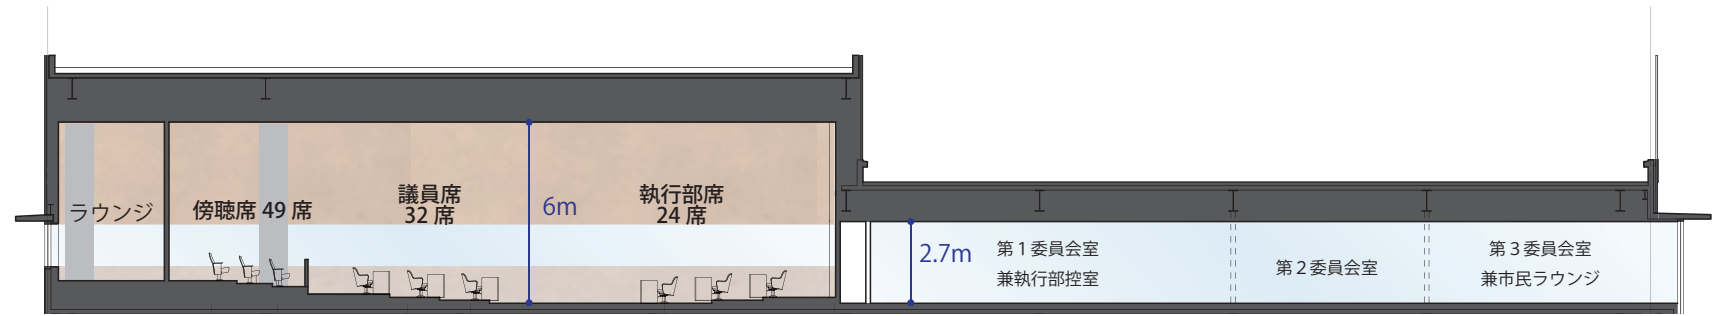 ラウンジ
傍聴席 49 席
議員席
32 席
6m
執行部席
24 席
2.7m
第１委員会室
兼執行部控室
第２委員会室
第３委員会室
兼市民ラウンジ